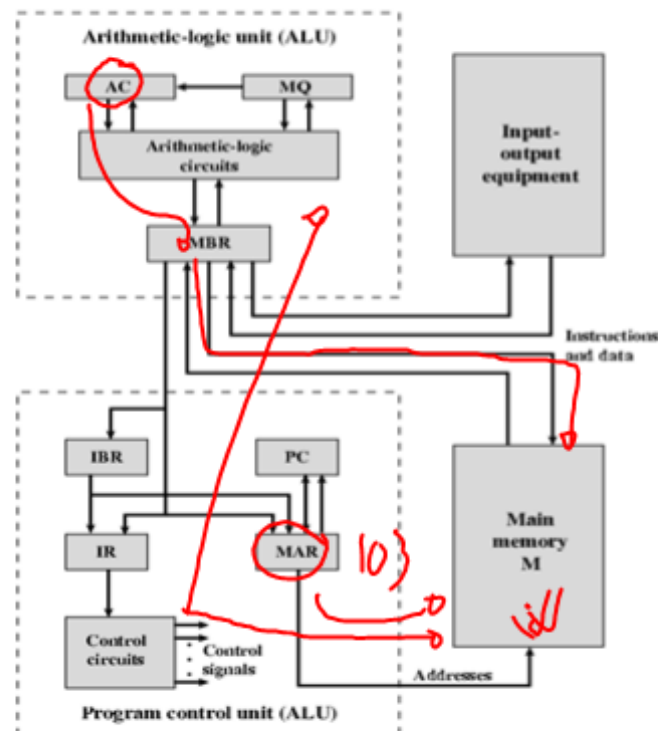 Arithmetic-logic unit (ALU)
AC
MQ
Arithmetic-logic
circuits
Input-
output
equipment
MBR
Instructions
and data
IBR
PC
IR
MAR
Main
memory
M
Control
circuits
Control
signals
Addresses
Program control unit (ALU)